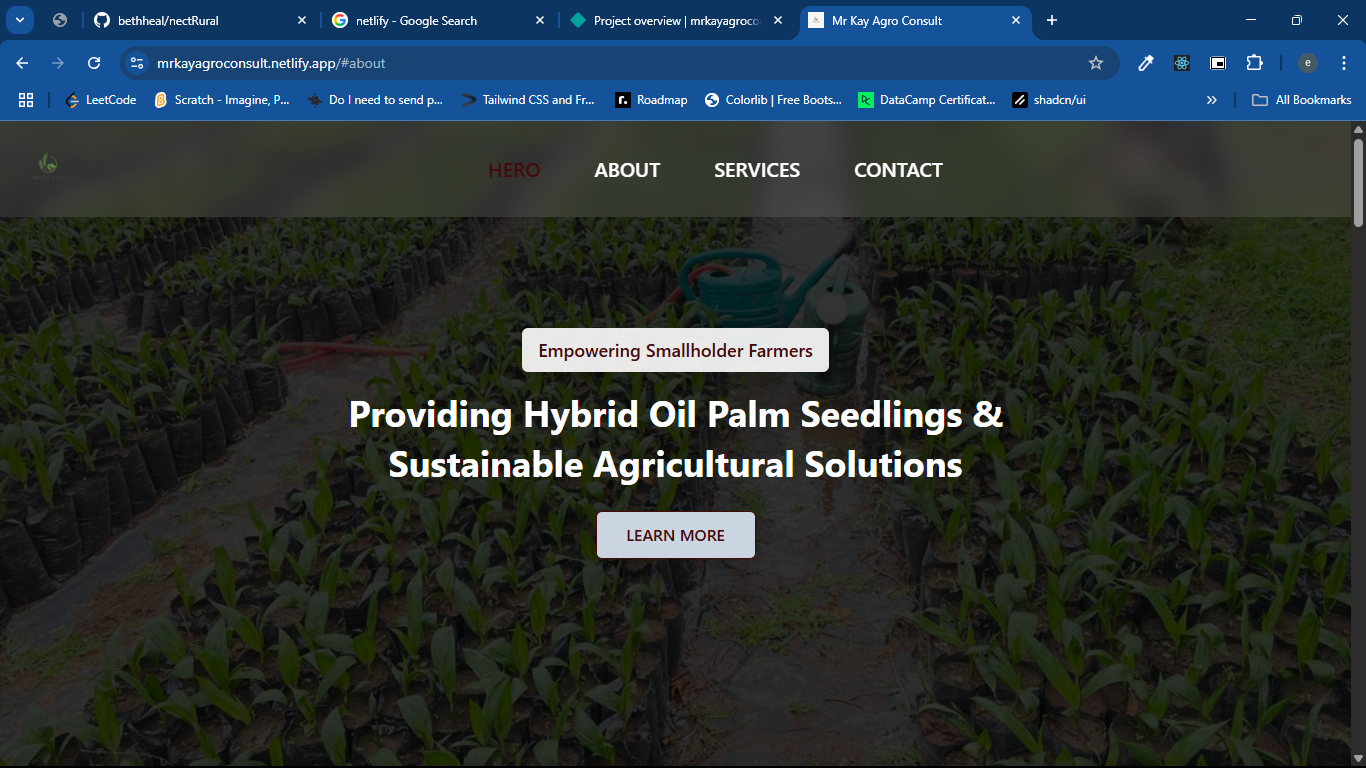 bethheal/nectRural
netlify - Google Search
Project overview | mrkayagroco
Mr Kay Agro Consult
mrkayagroconsult.netlify.app/#about
e
LeetCode
Scratch - Imagine, P...
Do I need to send p...
Tailwind CSS and Fr...
Roadmap
Colorlib | Free Boots...
DataCamp Certificat...
shadcn/ui
All Bookmarks
HERO
ABOUT
SERVICES
CONTACT
Empowering Smallholder Farmers
Providing Hybrid Oil Palm Seedlings &
Sustainable Agricultural Solutions
LEARN MORE